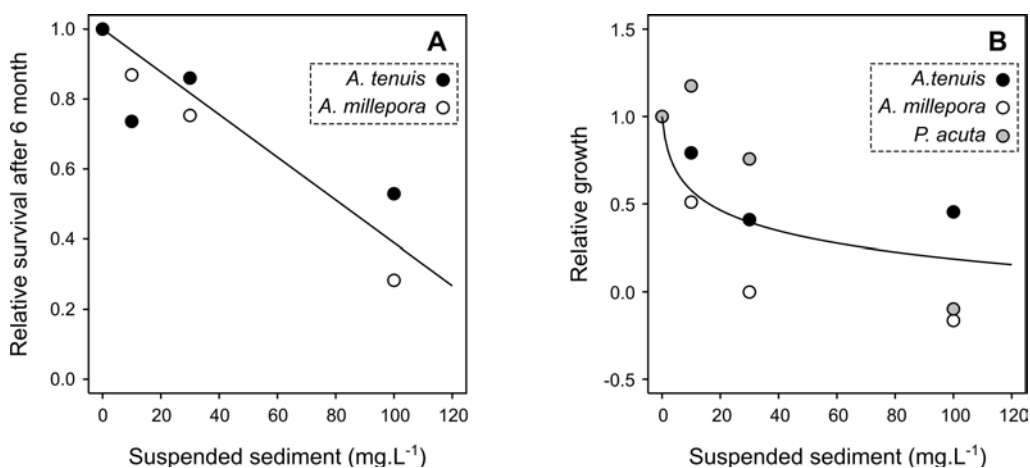 A
A. tenuis
A. millepora
Relative survival after 6 month
1.0
0.8
0.6
0.4
0.2
0.0
0 20 40 60 80 100 120
Suspended sediment (mg.L⁻¹)
B
A.tenuis
A. millepora
P. acuta
Relative growth
1.5
1.0
0.5
0.0
-0.5
0 20 40 60 80 100 120
Suspended sediment (mg.L⁻¹)